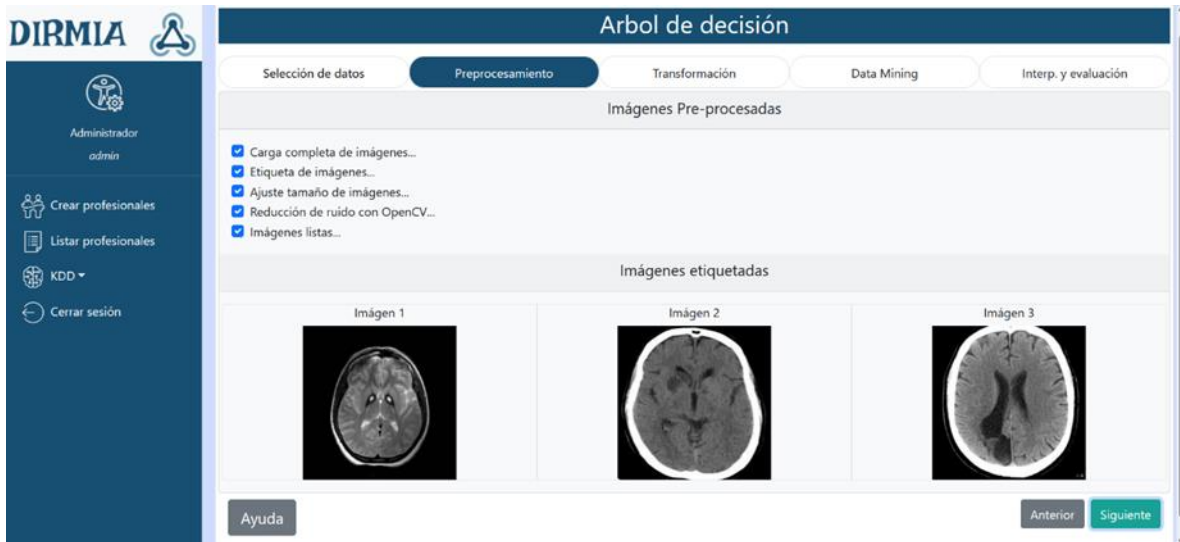 DIRMIA
Administrador
admin
Crear profesionales
Listar profesionales
KDD
Cerrar sesión
Arbol de decisión
Selección de datos
Preprocesamiento
Transformación
Data Mining
Interp. y evaluación
Imágenes Pre-procesadas
Carga completa de imágenes...
Etiqueta de imágenes...
Ajuste tamaño de imágenes...
Reducción de ruido con OpenCV...
Imágenes listas...
Imágenes etiquetadas
Imágen 1
Imágen 2
Imágen 3
Ayuda
Anterior
Siguiente